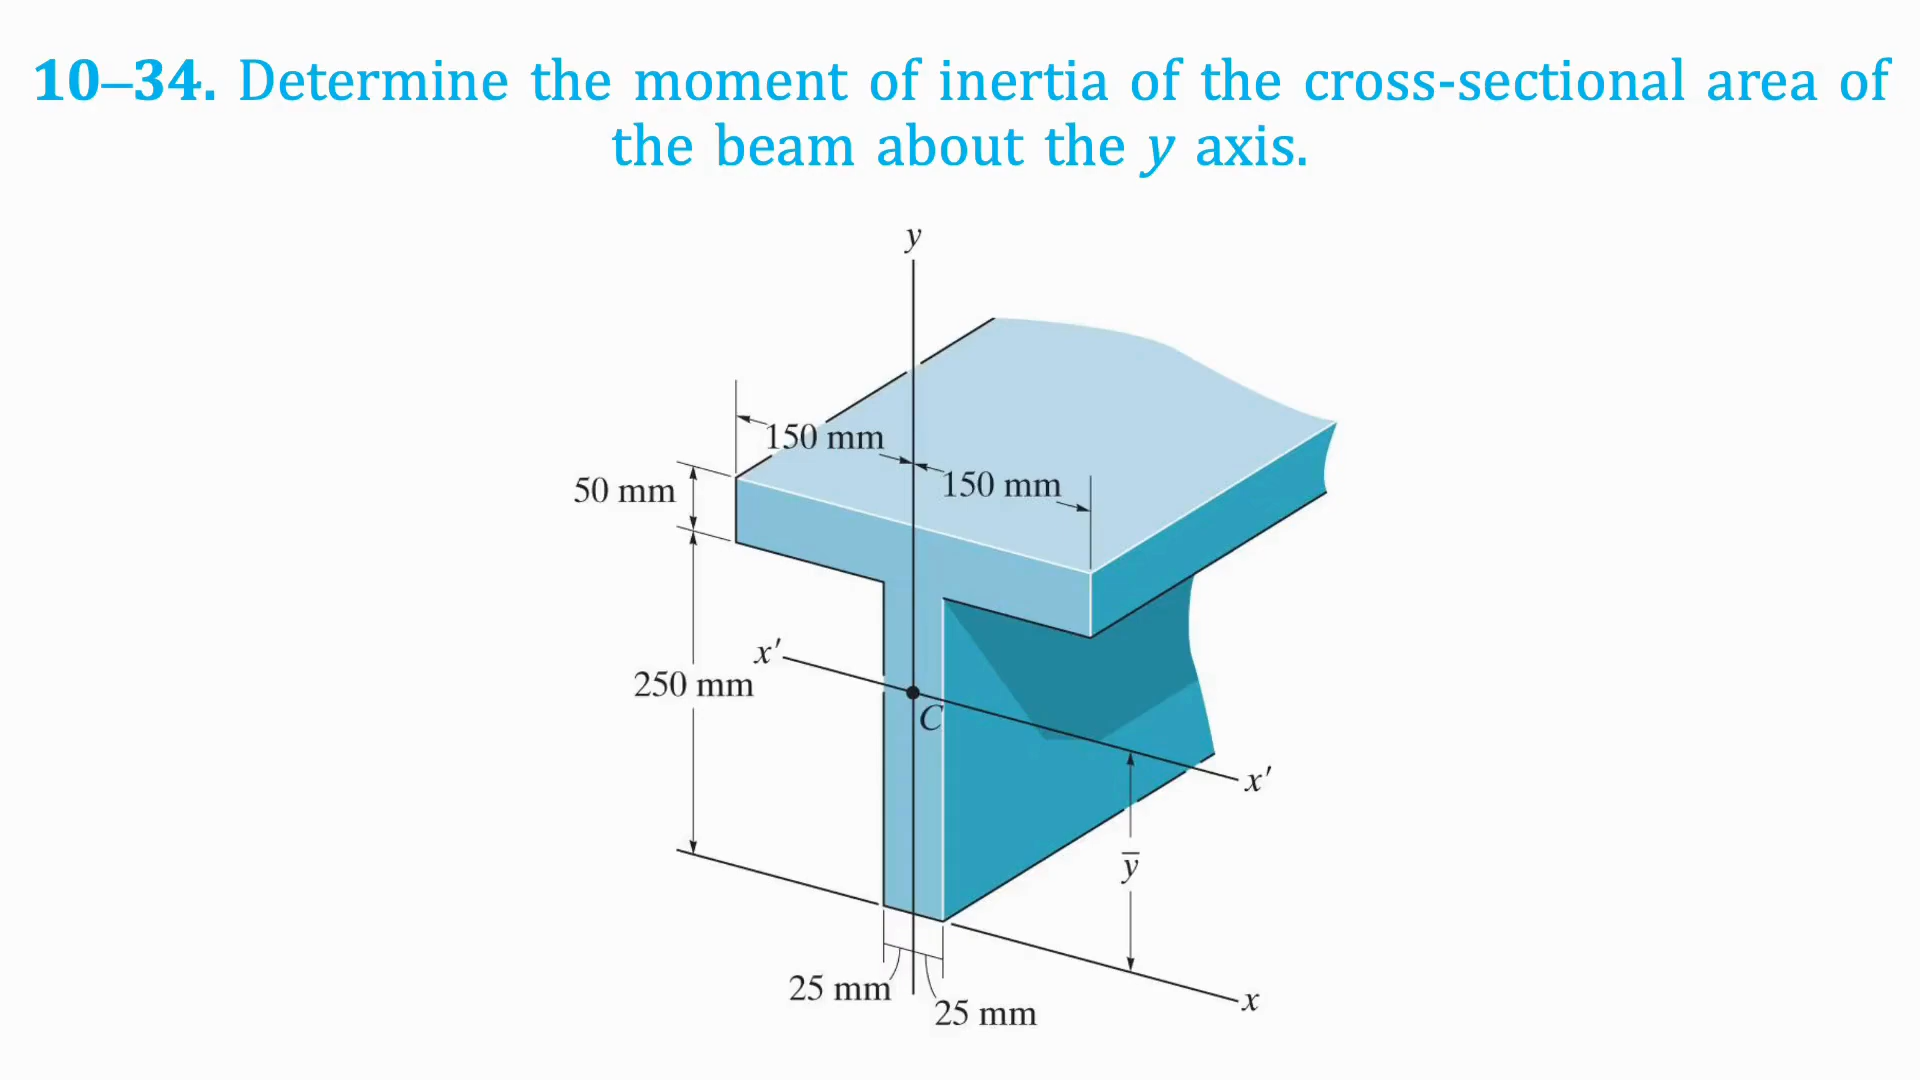 10–34. Determine the moment of inertia of the cross-sectional area of
the beam about the y axis.
y
150 mm
150 mm
50 mm
x′
250 mm
C
x′
y̅
25 mm
25 mm
x